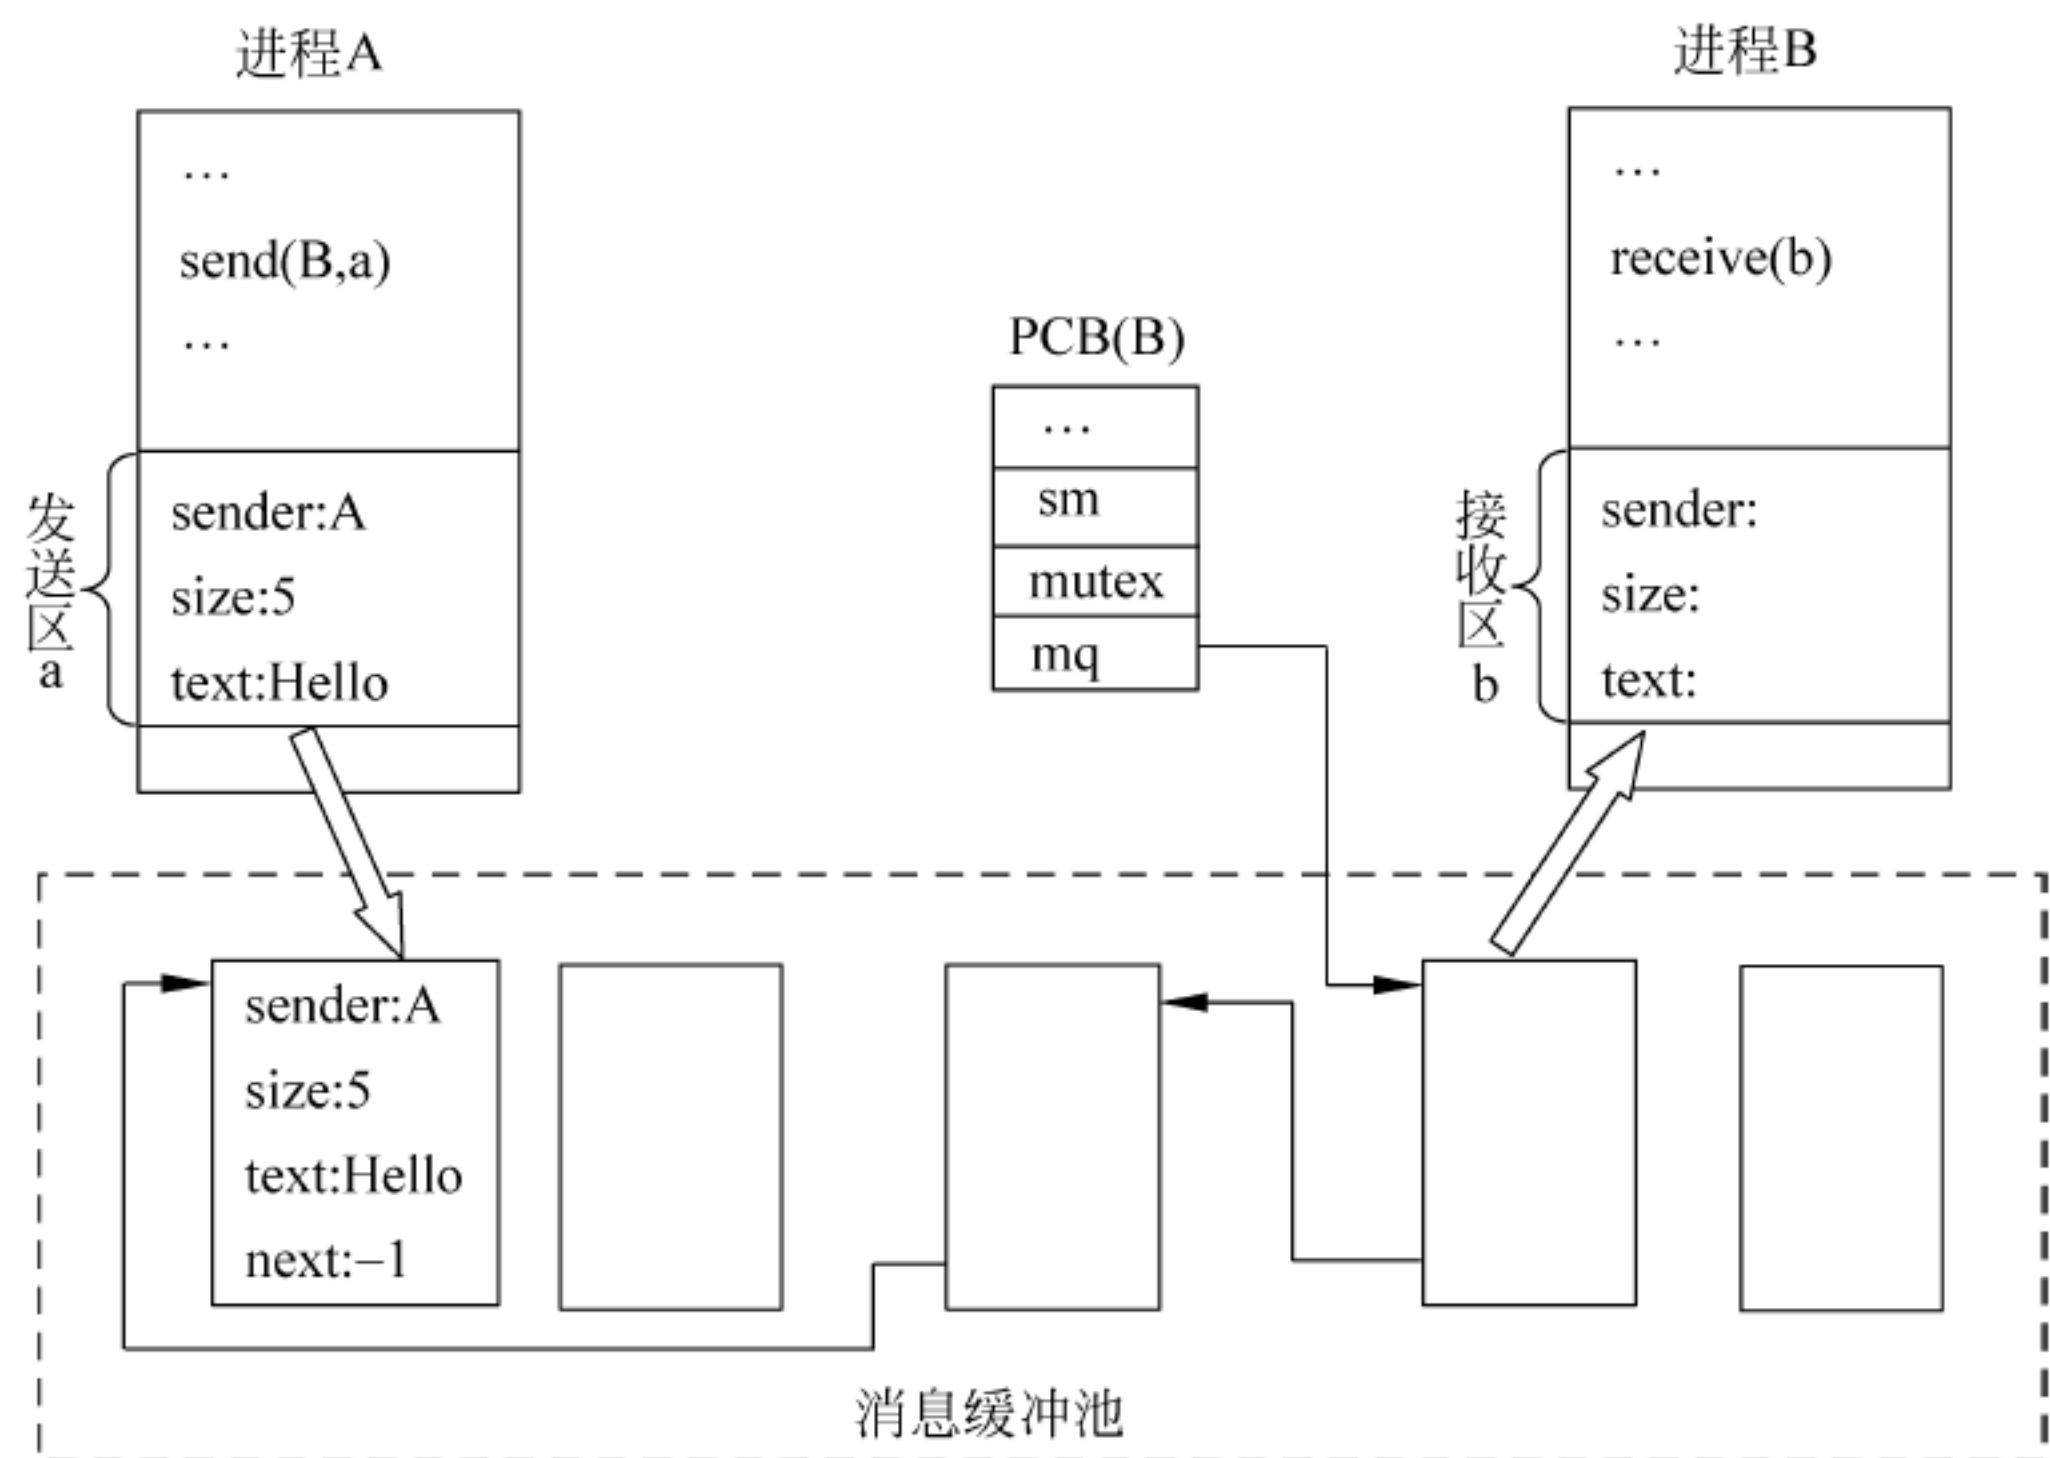 进程A
…
send(B,a)
…
发送区a
sender:A
size:5
text:Hello
PCB(B)
…
sm
mutex
mq
进程B
…
receive(b)
…
接收区b
sender:
size:
text:
sender:A
size:5
text:Hello
next:–1
消息缓冲池